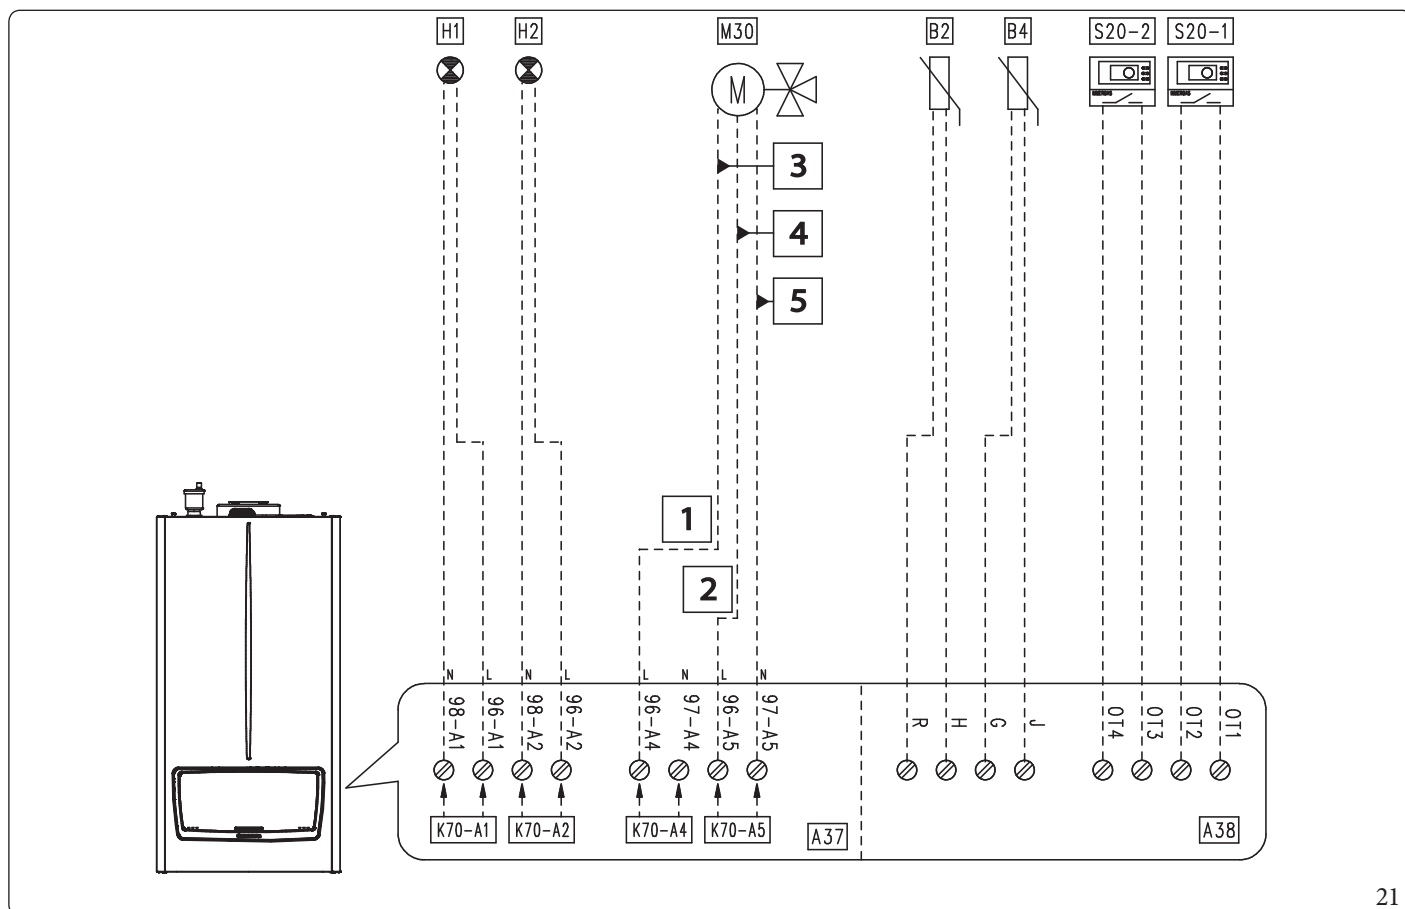 H1 H2 M30 B2 B4 S20-2 S20-1
M
3
4
5
1
2
N L N L L N L N
98-A1 96-A1 98-A2 96-A2 96-A4 97-A4 96-A5 97-A5 R H G J OT4 OT3 OT2 OT1
K70-A1 K70-A2 K70-A4 K70-A5 A37 A38
21